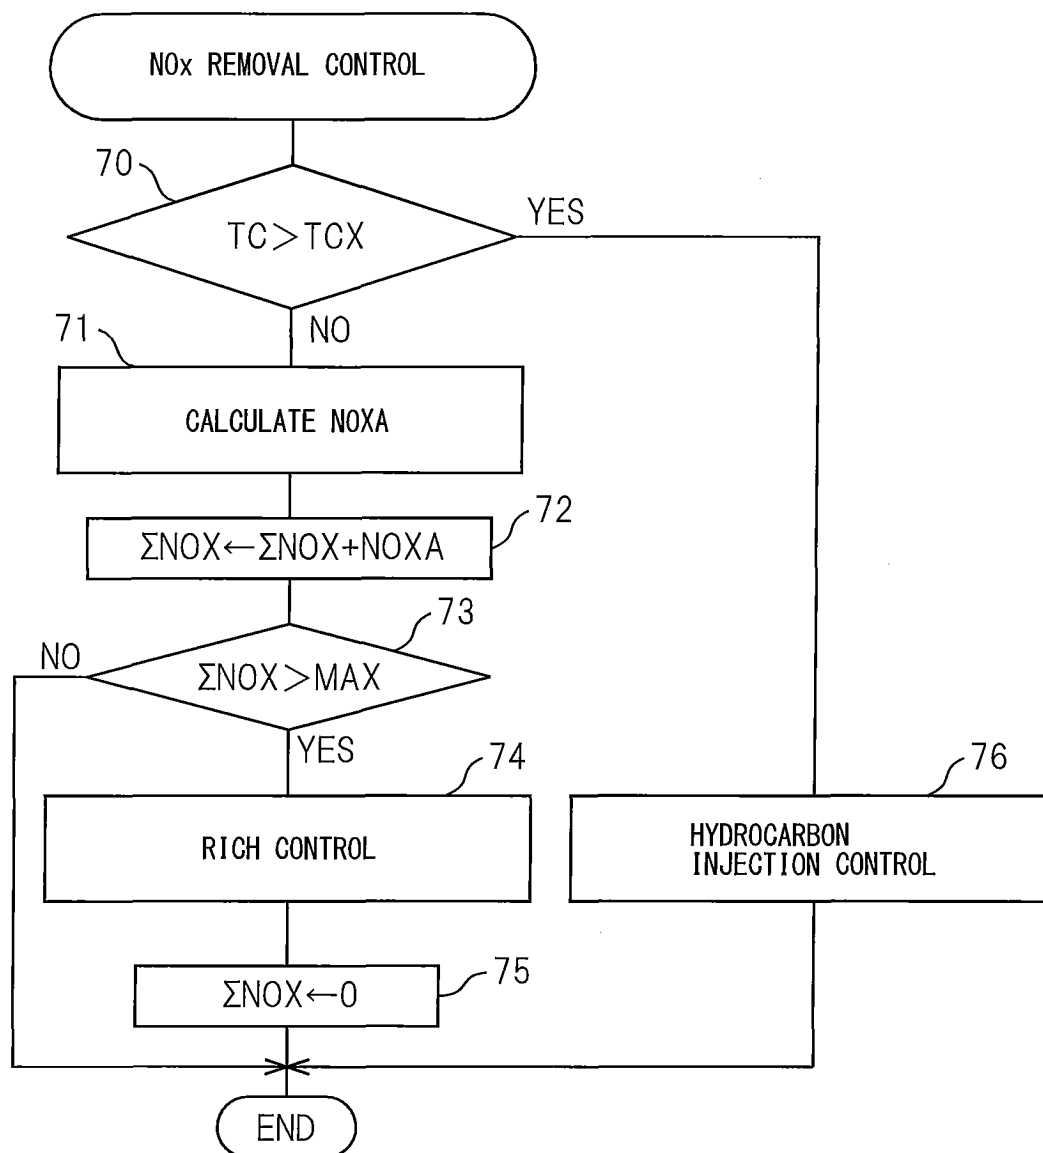 NOx REMOVAL CONTROL
70
TC>TCX
YES
NO
71
CALCULATE NOXA
72
ΣNOX←ΣNOX+NOXA
73
NO
ΣNOX>MAX
YES
74
RICH CONTROL
76
HYDROCARBON
INJECTION CONTROL
75
ΣNOX←0
END